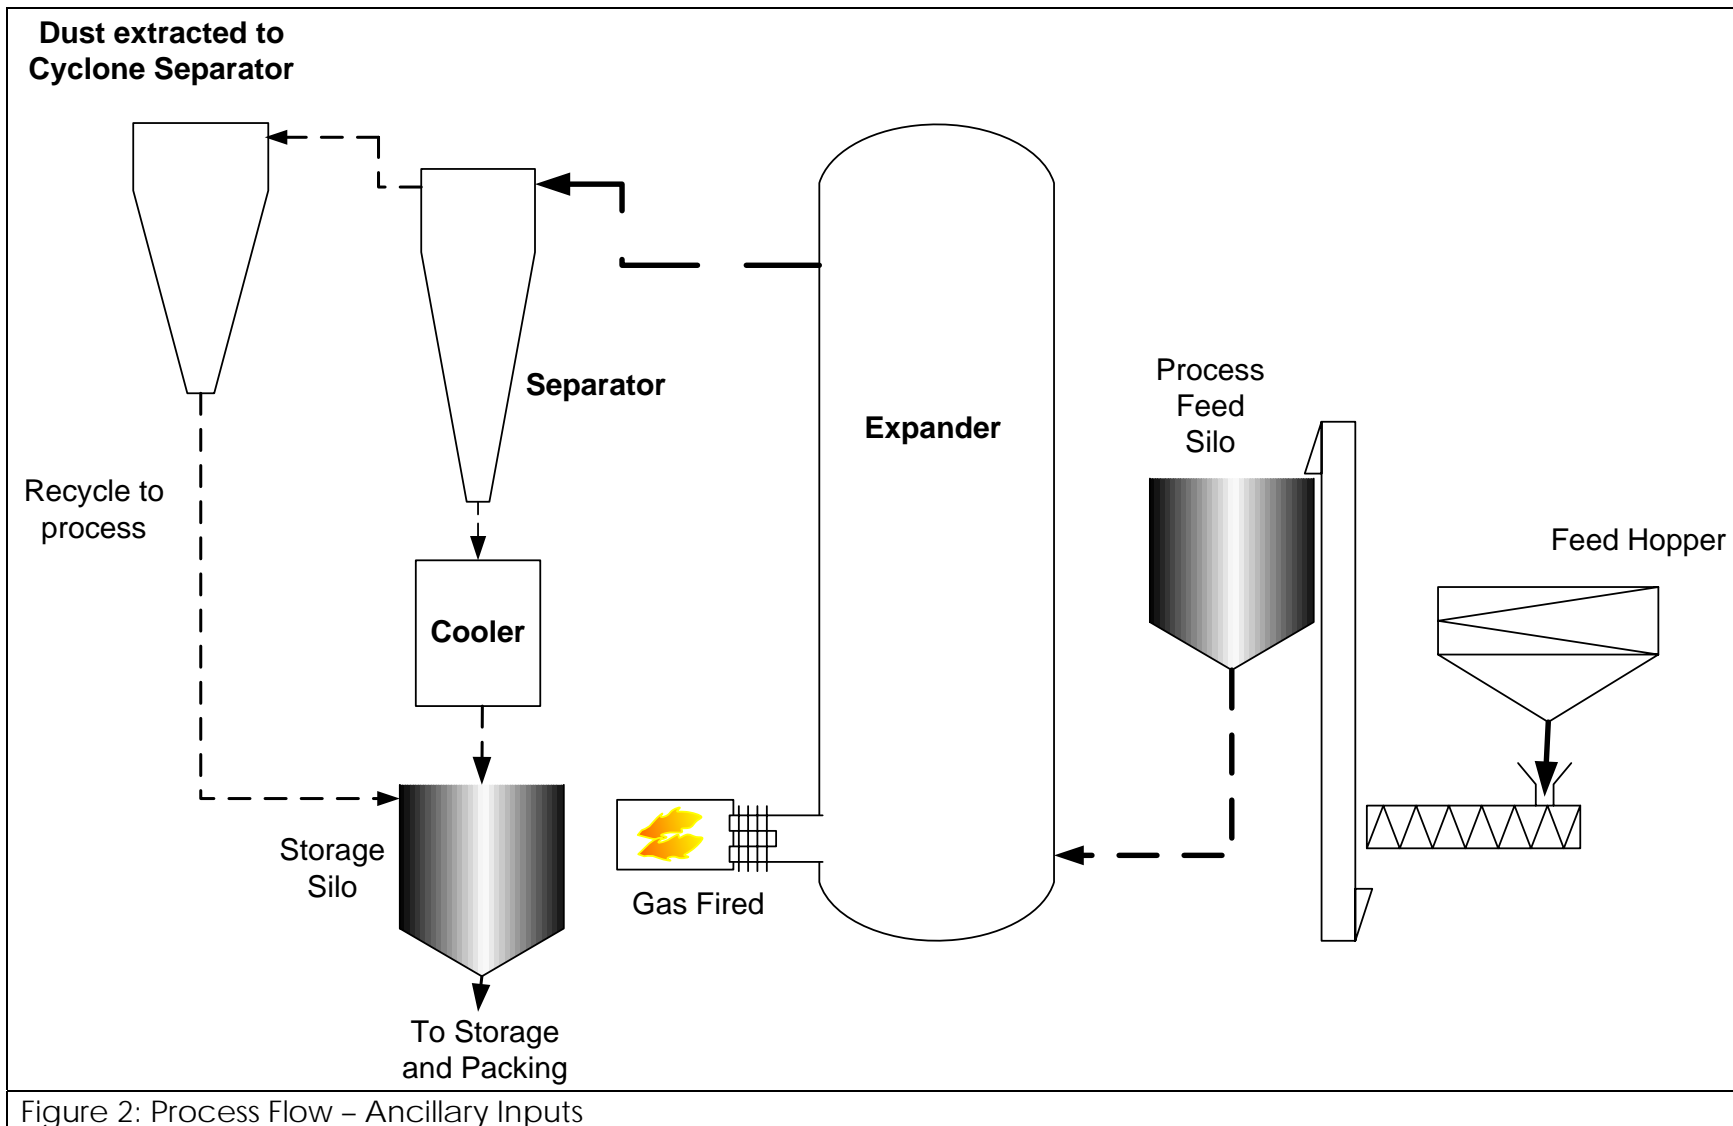 Dust extracted to
Cyclone Separator
Separator
Expander
Process
Feed
Silo
Recycle to
process
Feed Hopper
Cooler
Storage
Silo
Gas Fired
To Storage
and Packing
Figure 2: Process Flow – Ancillary Inputs